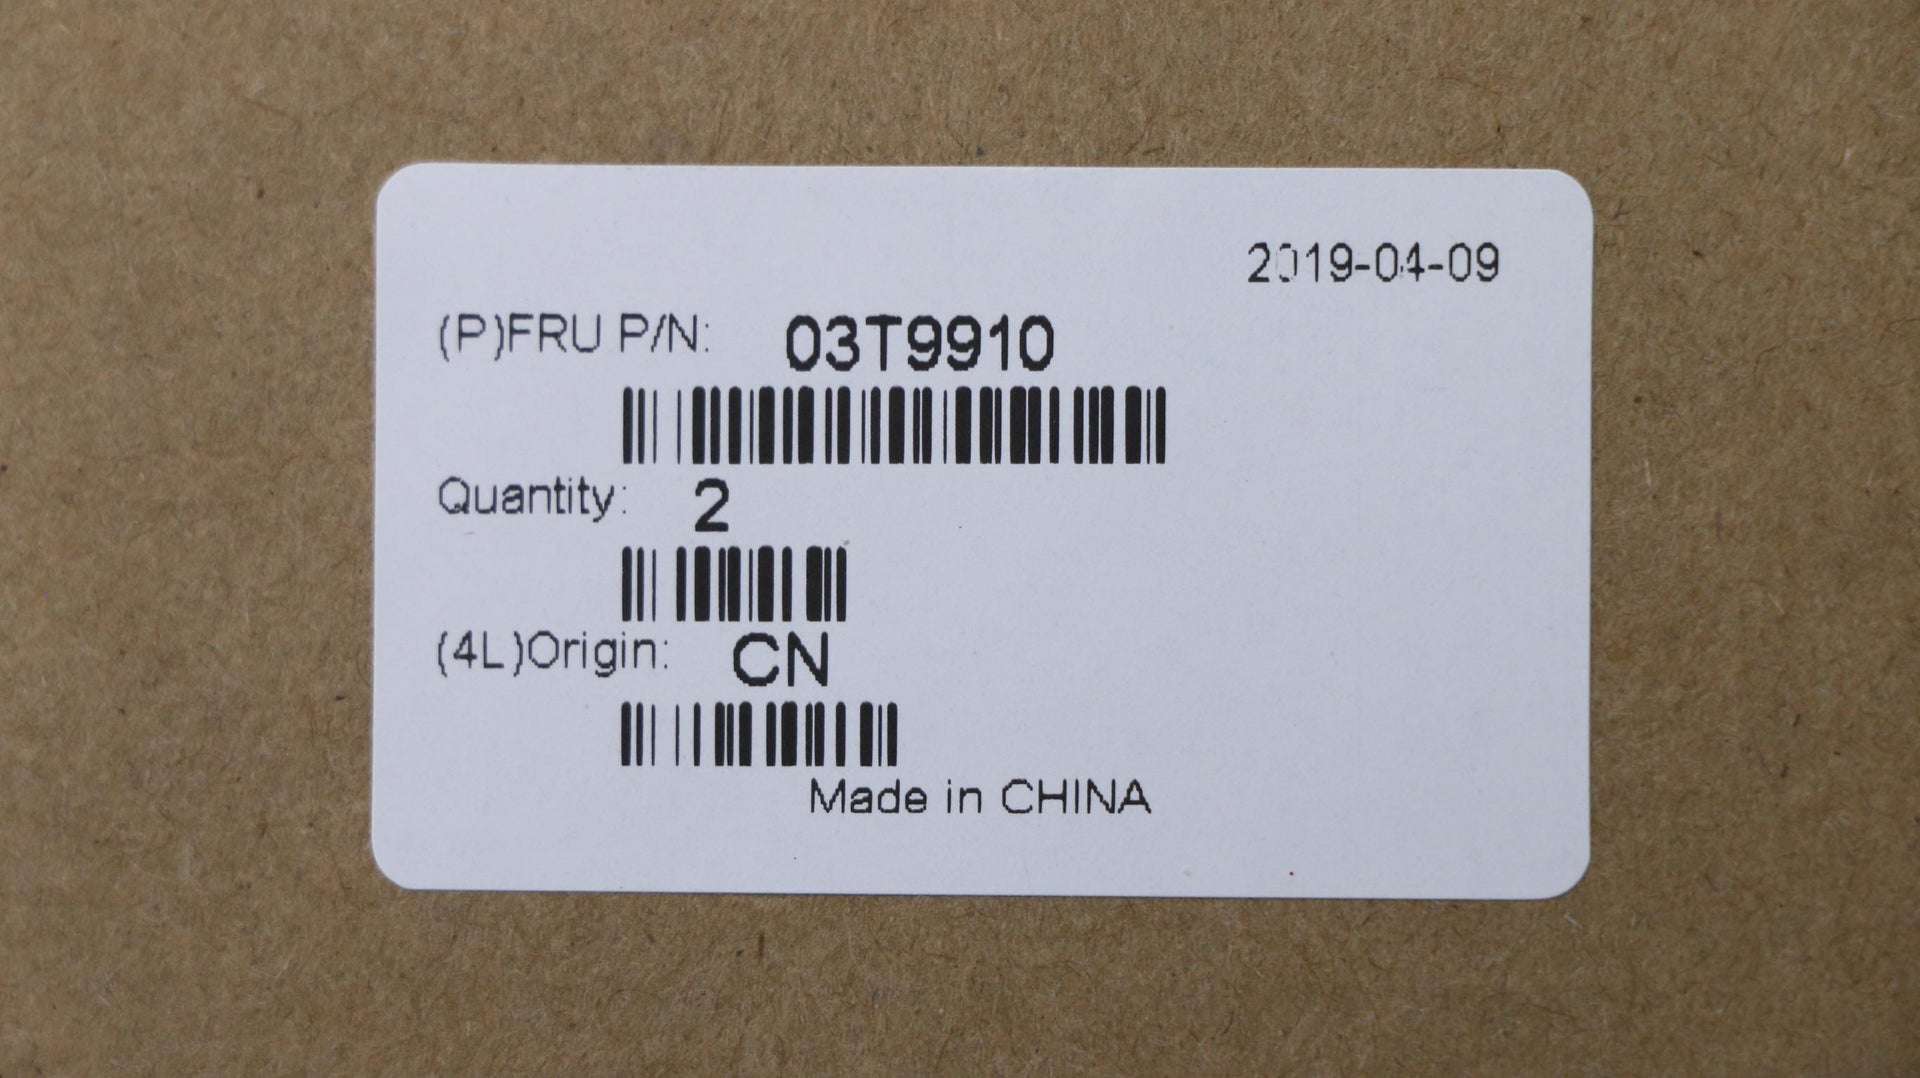 2019-04-09
(P)FRU P/N: 03T9910
Quantity: 2
(4L)Origin: CN
Made in CHINA